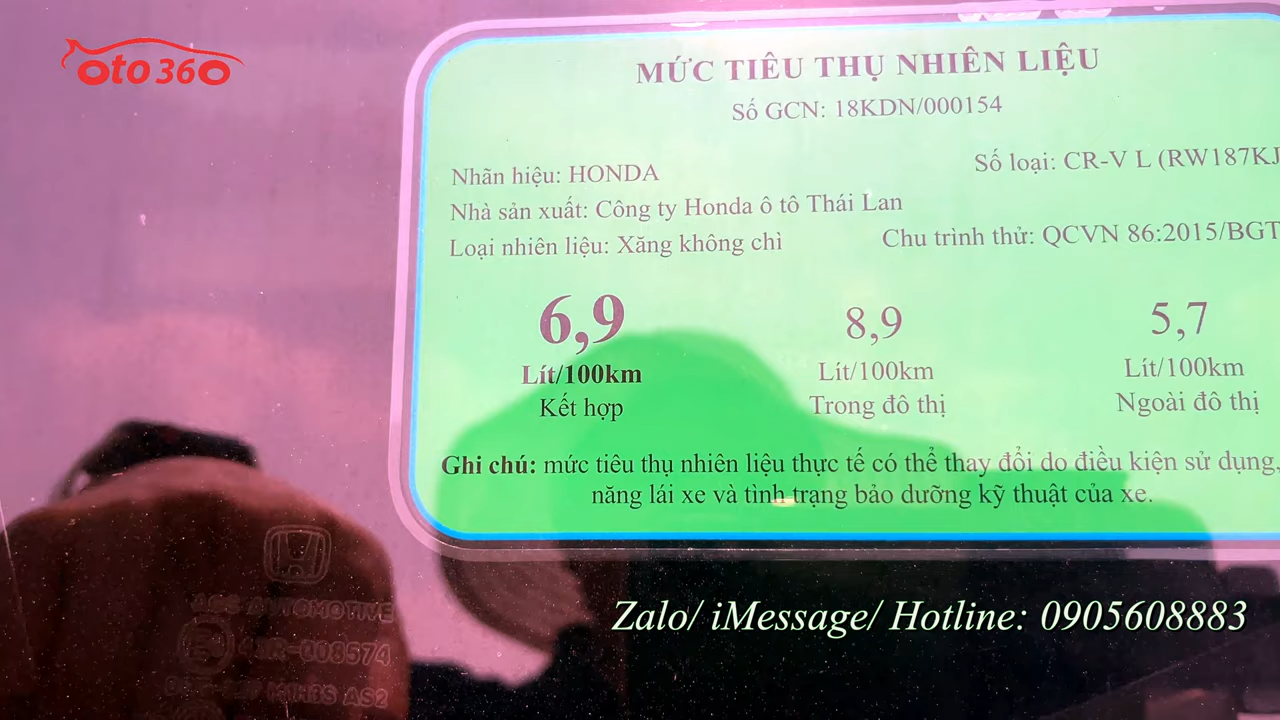 oto360
MỨC TIÊU THỤ NHIÊN LIỆU
Số GCN: 18KDN/000154
Nhãn hiệu: HONDA
Số loại: CR-V L (RW187KJ
Nhà sản xuất: Công ty Honda ô tô Thái Lan
Loại nhiên liệu: Xăng không chì
Chu trình thử: QCVN 86:2015/BGT
6,9 8,9 5,7
Lít/100km Lít/100km Lít/100km
Kết hợp Trong đô thị Ngoài đô thị
Ghi chú: mức tiêu thụ nhiên liệu thực tế có thể thay đổi do điều kiện sử dụng,
năng lái xe và tình trạng bảo dưỡng kỹ thuật của xe.
AUTOMOTIVE
43R-008574
AS2
Zalo/ iMessage/ Hotline: 0905608883